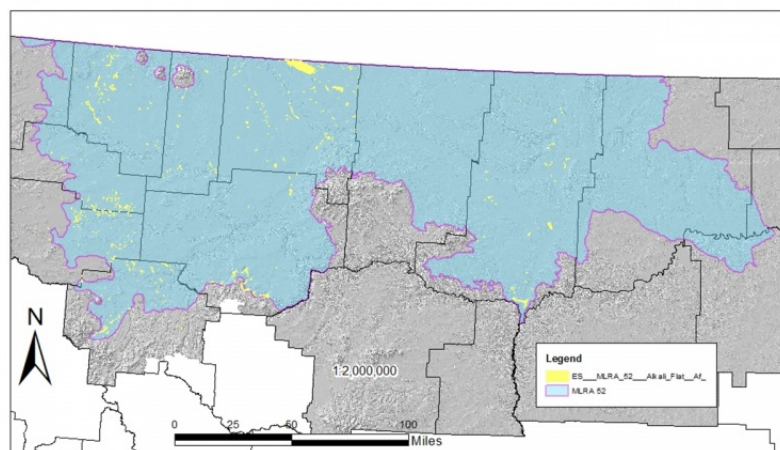 N
1:2,000,000
0 25 50 100
Miles
Legend
ES___MLRA_52___Alkali_Flat__Af_
MLRA 52